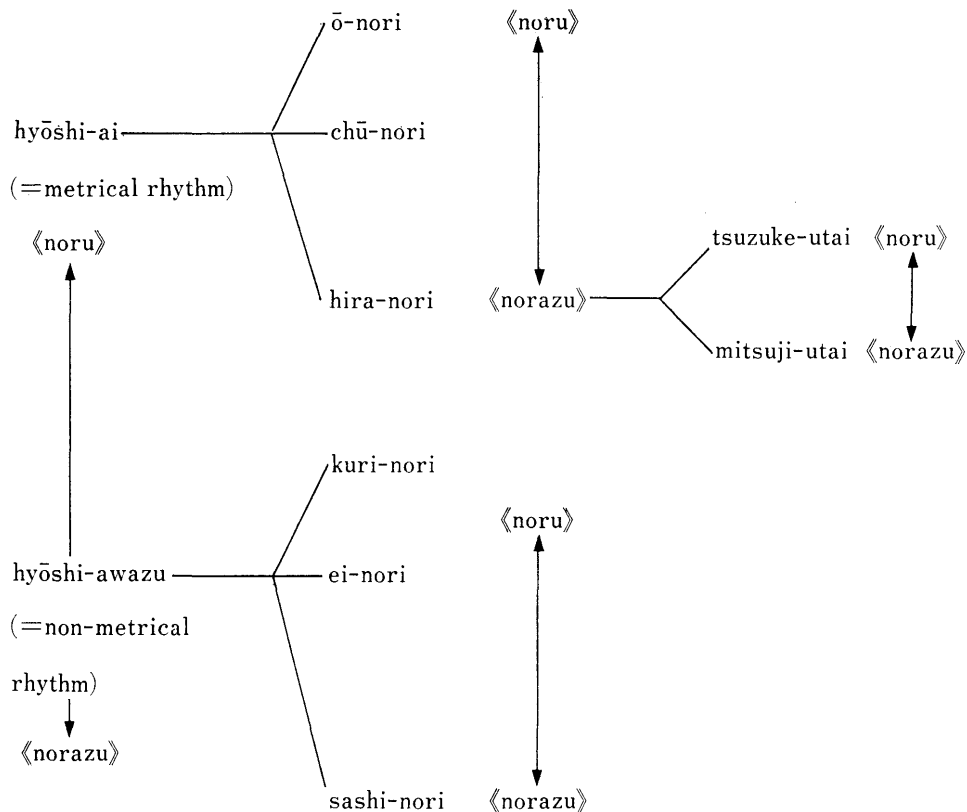 ō-nori 《noru》
hyōshi-ai chū-nori
(=metrical rhythm)
《noru》 tsuzuke-utai 《noru》
hira-nori 《norazu》
mitsuji-utai 《norazu》
kuri-nori
《noru》
hyōshi-awazu ei-nori
(=non-metrical
rhythm)
《norazu》
sashi-nori 《norazu》